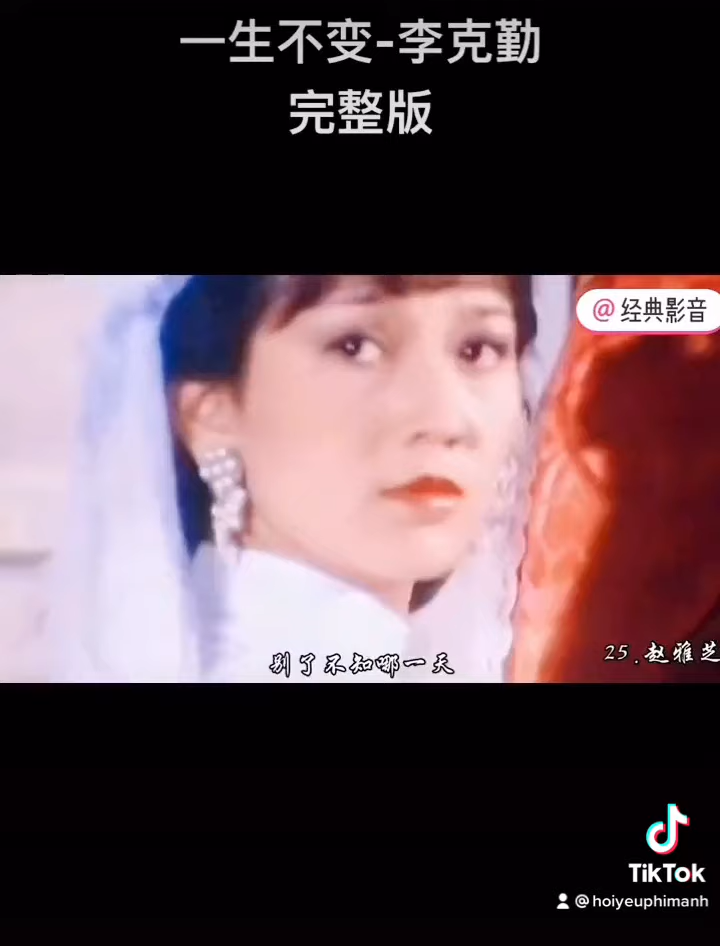 一生不变-李克勤
完整版
@ 经典影音
别了不知哪一天
25.赵雅芝
TikTok
@hoiyeuphimanh